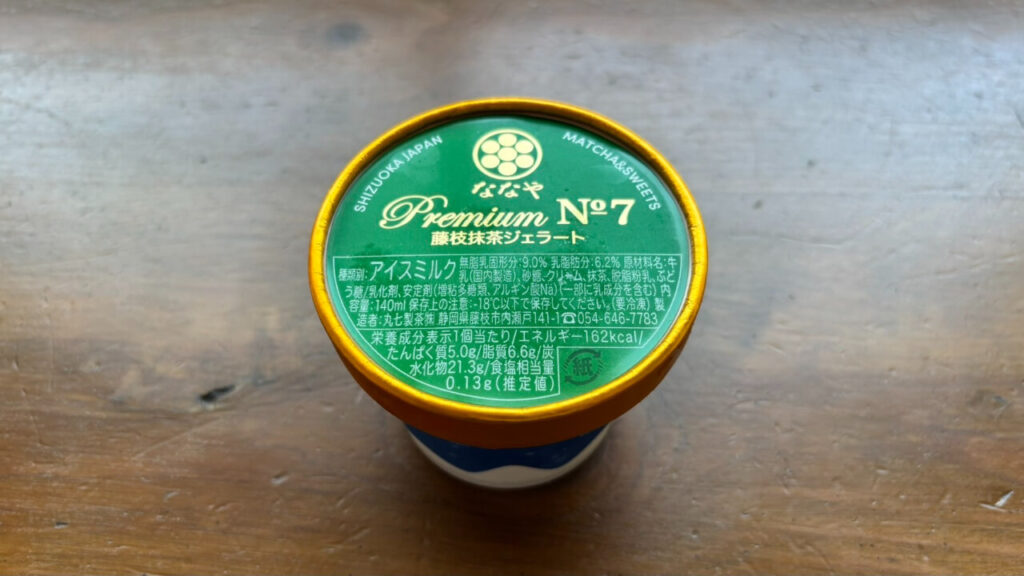 SHIZUOKA JAPAN
MATCHA&SWEETS
ななや
Premium №7
藤枝抹茶ジェラート
種類別:アイスミルク 無脂乳固形分:9.0% 乳脂肪分:6.2% 原材料名:牛
乳(国内製造)、砂糖、クリーム、抹茶、脱脂粉乳、ぶど
う糖/乳化剤、安定剤(増粘多糖類、アルギン酸Na)(一部に乳成分を含む) 内
容量:140ml 保存上の注意:-18℃以下で保存してください。(要冷凍) 製
造者:丸七製茶㈱ 静岡県藤枝市内瀬戸141-1☎054-646-7783
栄養成分表示1個当たり/エネルギー162kcal/
たんぱく質5.0g/脂質6.6g/炭
水化物21.3g/食塩相当量
0.13g(推定値)
紙